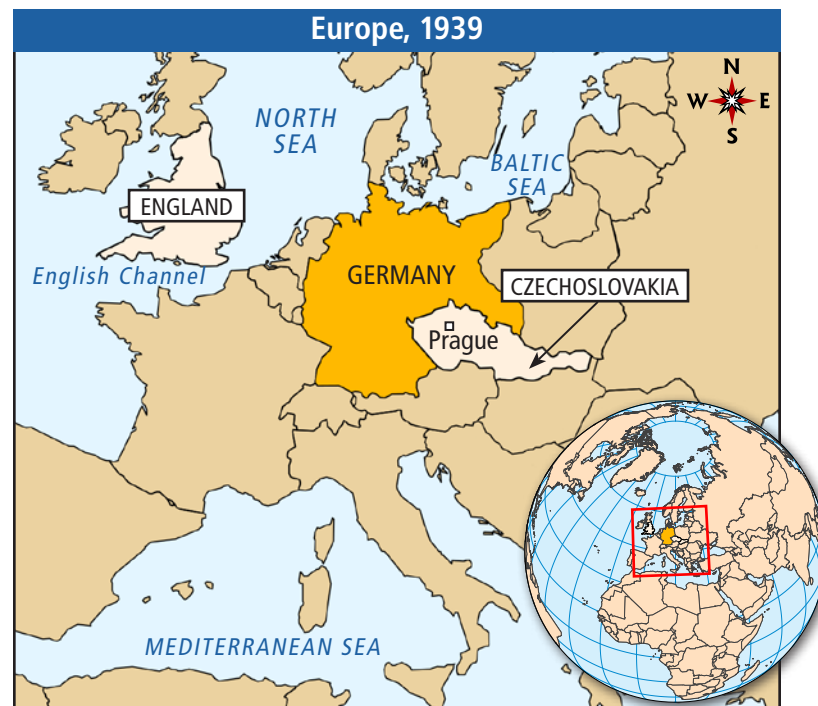 Europe, 1939
N
W E
S
NORTH
SEA
BALTIC
SEA
ENGLAND
English Channel
GERMANY
CZECHOSLOVAKIA
Prague
MEDITERRANEAN SEA